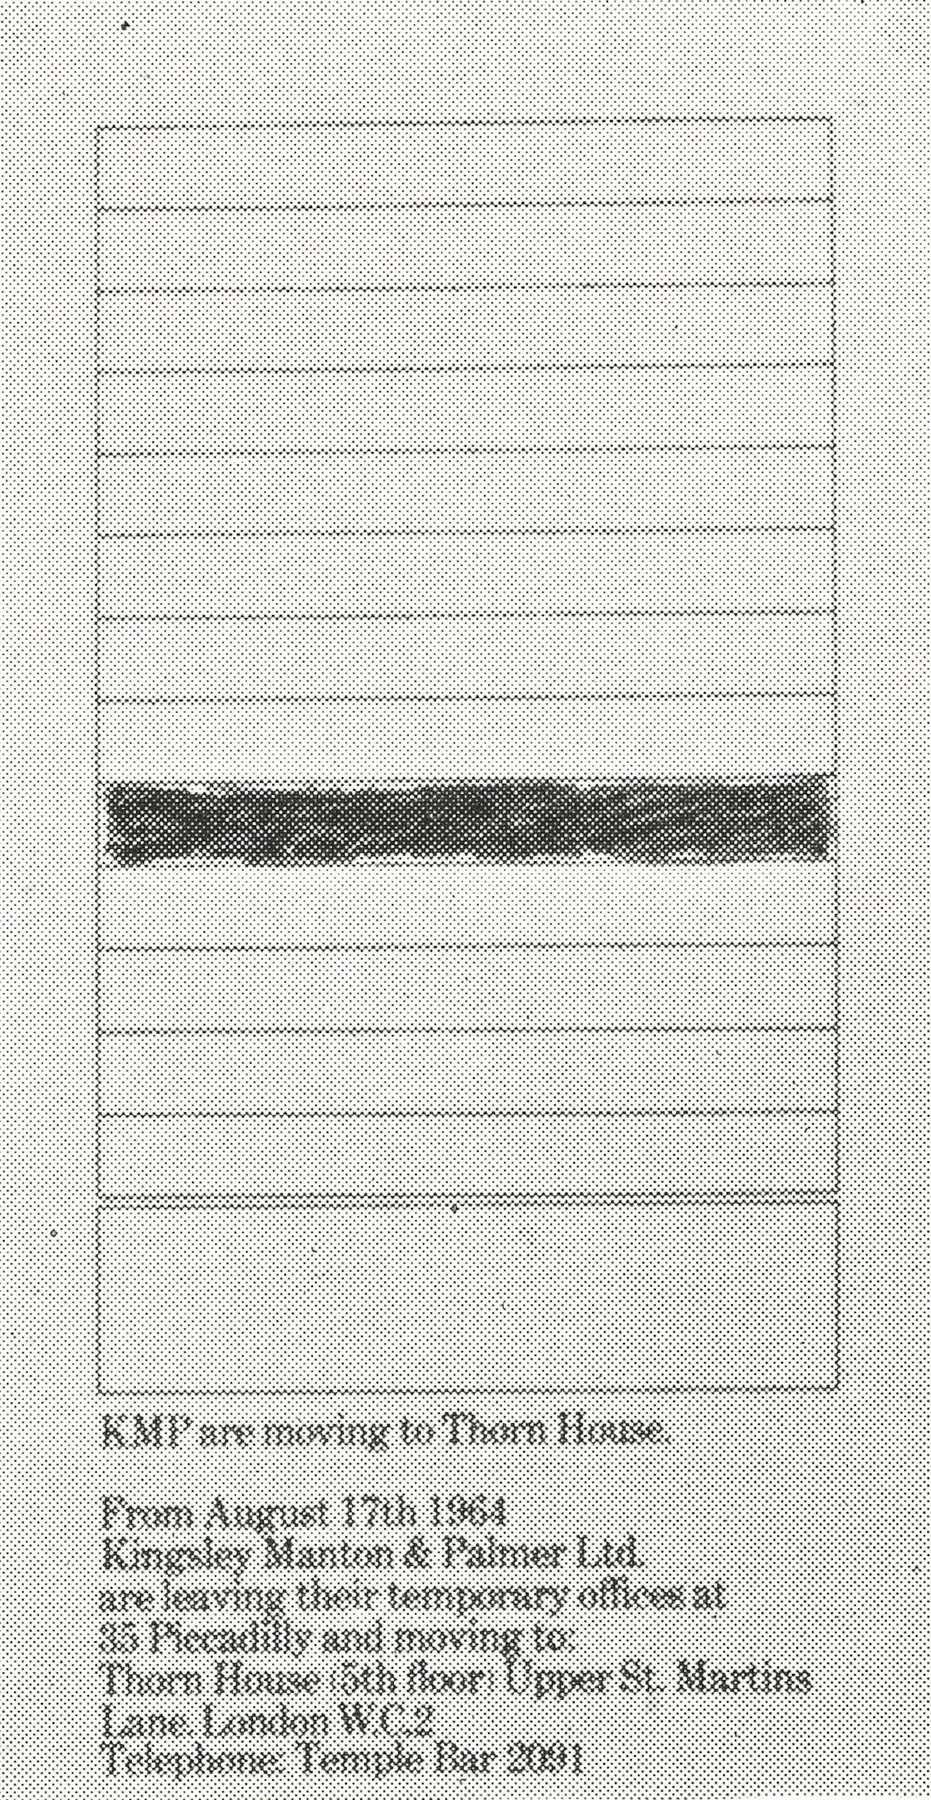 KMP are moving to Thorn House.
From August 17th 1964
Kingsley Manton & Palmer Ltd.
are leaving their temporary offices at
35 Piccadilly and moving to:
Thorn House (5th floor) Upper St. Martins
Lane. London W.C.2
Telephone: Temple Bar 2091